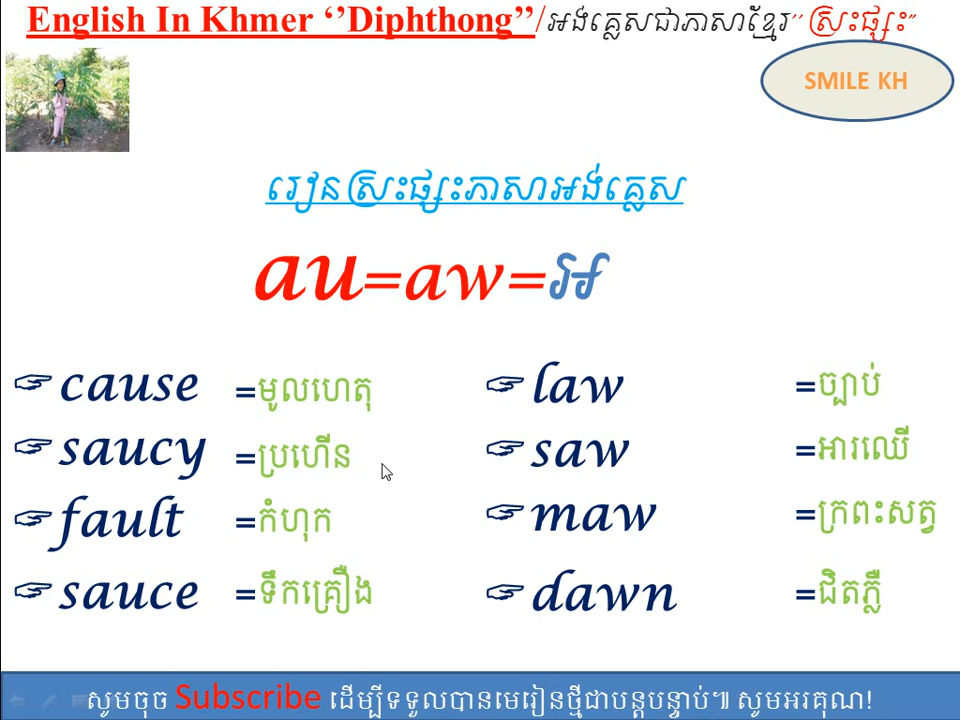 English In Khmer ‘’Diphthong’’/អង់គេ្លសជាភាសាខ្មែរ’’ ស្រះផ្សះ”
SMILE KH
រៀនស្រះផ្សះភាសាអង់គេ្លស
au=aw=អ
☞cause =មូលហេតុ ☞law =ច្បាប់
☞saucy =ប្រហើន ☞saw =អារឈើ
☞fault =កំហុក ☞maw =ក្រពះសត្វ
☞sauce =ទឹកគ្រឿង ☞dawn =ជិតភ្លឺ
សូមចុច Subscribe ដើម្បីទទួលបានមេរៀនថ្មីជាបន្តបន្ទាប់៕ សូមអរគុណ!